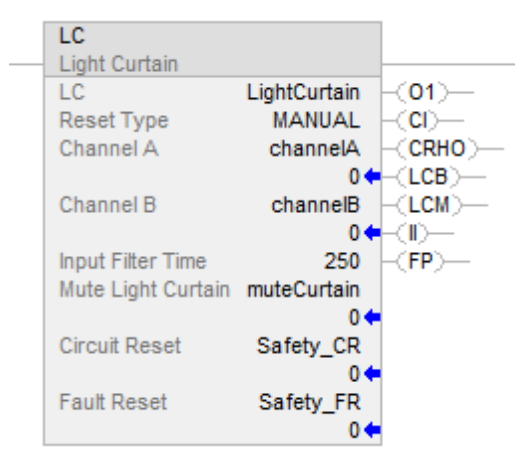 LC
Light Curtain
LC LightCurtain (O1)
Reset Type MANUAL (CI)
Channel A channelA (CRHO)
0 (LCB)
Channel B channelB (LCM)
0 (II)
Input Filter Time 250 (FP)
Mute Light Curtain muteCurtain
0
Circuit Reset Safety_CR
0
Fault Reset Safety_FR
0